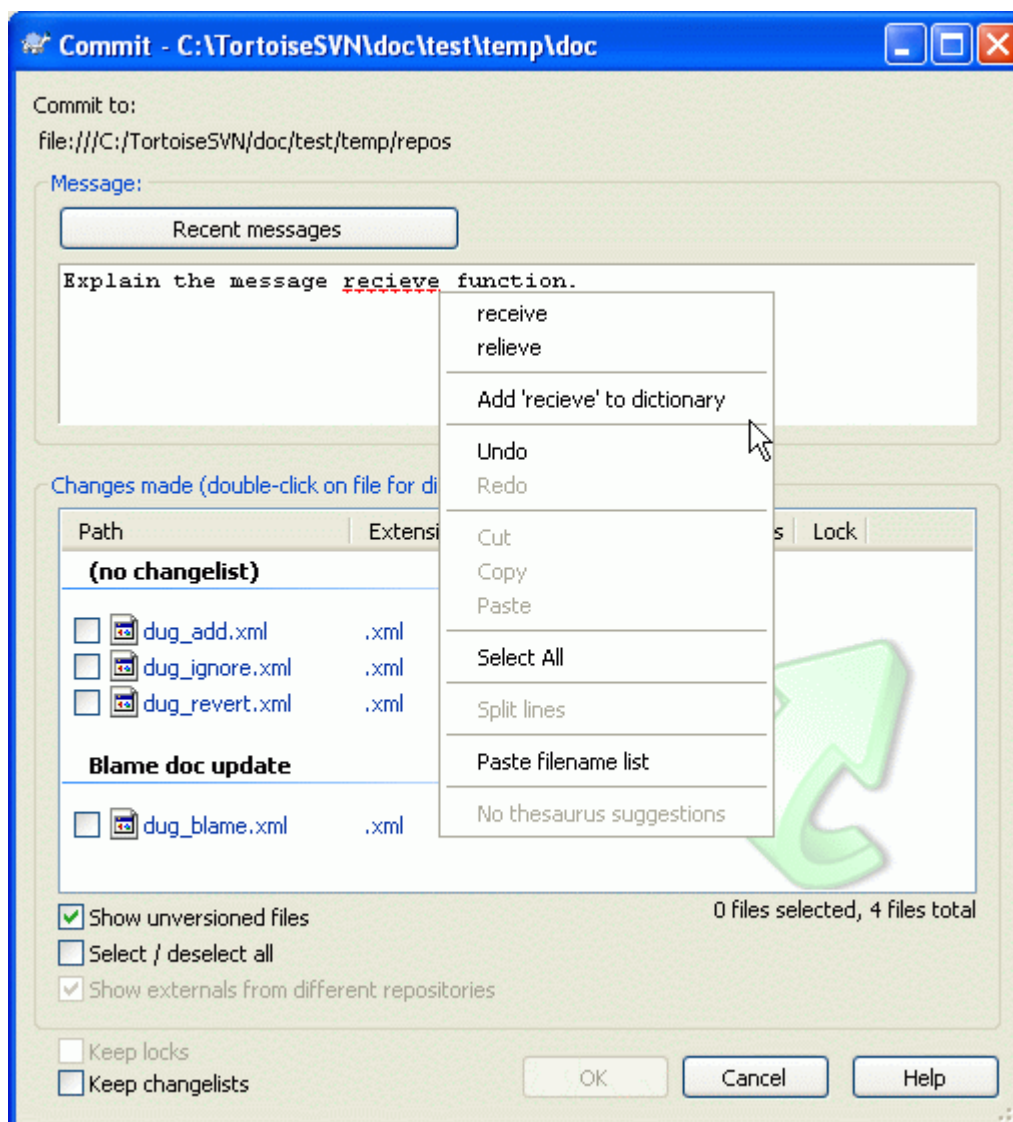 Commit - C:\TortoiseSVN\doc\test\temp\doc
Commit to:
file:///C:/TortoiseSVN/doc/test/temp/repos
Message:
Recent messages
Explain the message recieve function.
receive
relieve
Add 'recieve' to dictionary
Undo
Redo
Cut
Copy
Paste
Select All
Split lines
Paste filename list
No thesaurus suggestions
Changes made (double-click on file for di
Path Extensi s Lock
(no changelist)
dug_add.xml .xml
dug_ignore.xml .xml
dug_revert.xml .xml
Blame doc update
dug_blame.xml .xml
Show unversioned files
0 files selected, 4 files total
Select / deselect all
Show externals from different repositories
Keep locks
Keep changelists
OK Cancel Help